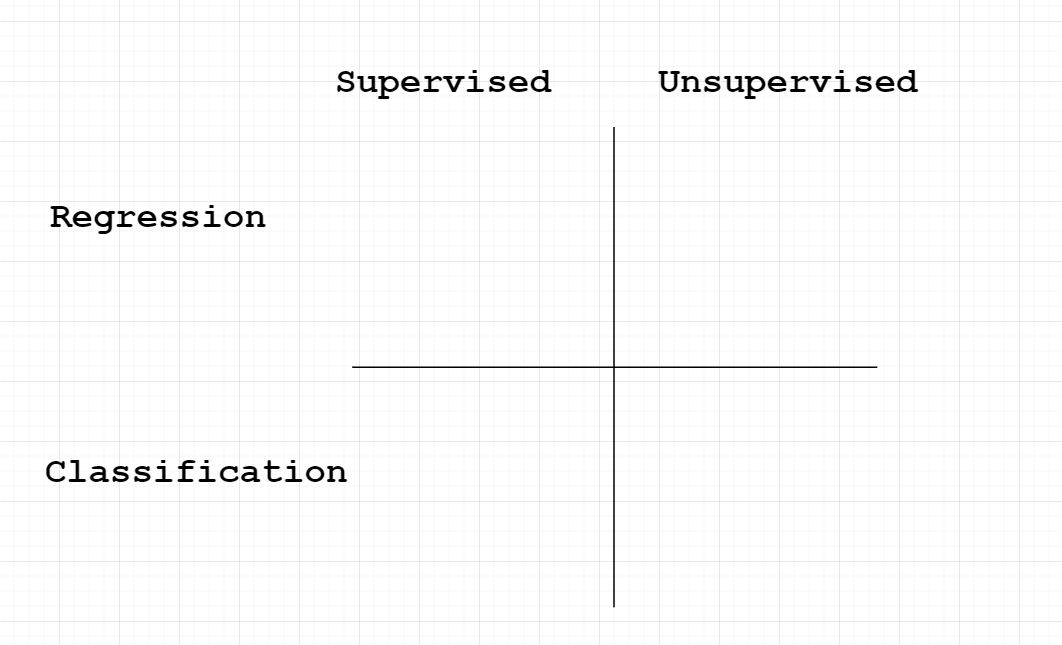 Supervised Unsupervised
Regression
Classification